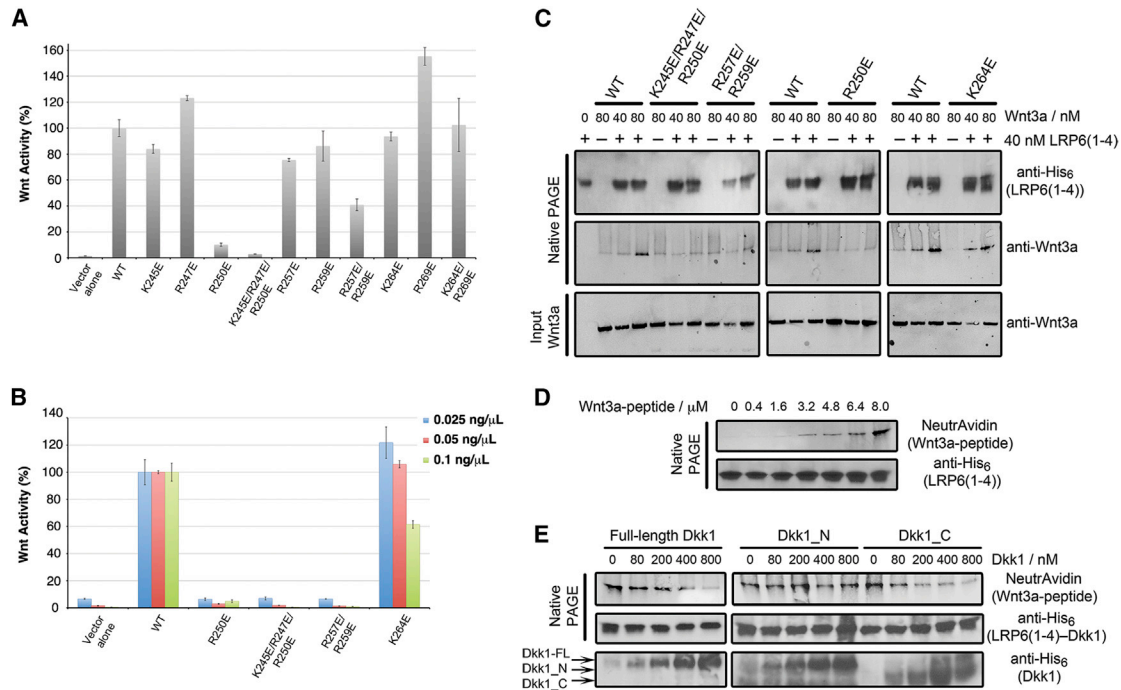 A
Wnt Activity (%)
160
140
120
100
80
60
40
20
0
Vector alone
WT
K245E
R247E
R250E
K245E/R247E/
R250E
R257E
R259E
R257E/
R259E
K264E
R269E
K264E/
R269E
B
Wnt Activity (%)
140
120
100
80
60
40
20
0
0.025 ng/μL
0.05 ng/μL
0.1 ng/μL
Vector alone
WT
R250E
K245E/R247E/
R250E
R257E/
R259E
K264E
C
WT
K245E/R247E/
R250E
R257E/
R259E
WT
R250E
WT
K264E
0 80 40 80 80 40 80 80 40 80 80 40 80 80 40 80 80 40 80 80 40 80 Wnt3a / nM
+ − + + − + + − + + − + + − + + − + + − + + 40 nM LRP6(1-4)
Native PAGE
anti-His6
(LRP6(1-4))
anti-Wnt3a
Input
Wnt3a
anti-Wnt3a
D
Wnt3a-peptide / μM 0 0.4 1.6 3.2 4.8 6.4 8.0
Native
PAGE
NeutrAvidin
(Wnt3a-peptide)
anti-His6
(LRP6(1-4))
E
Full-length Dkk1 Dkk1_N Dkk1_C
0 80 200 400 800 0 80 200 400 800 0 80 200 400 800 Dkk1 / nM
Native
PAGE
NeutrAvidin
(Wnt3a-peptide)
anti-His6
(LRP6(1-4)–Dkk1)
Dkk1-FL
Dkk1_N
Dkk1_C
anti-His6
(Dkk1)